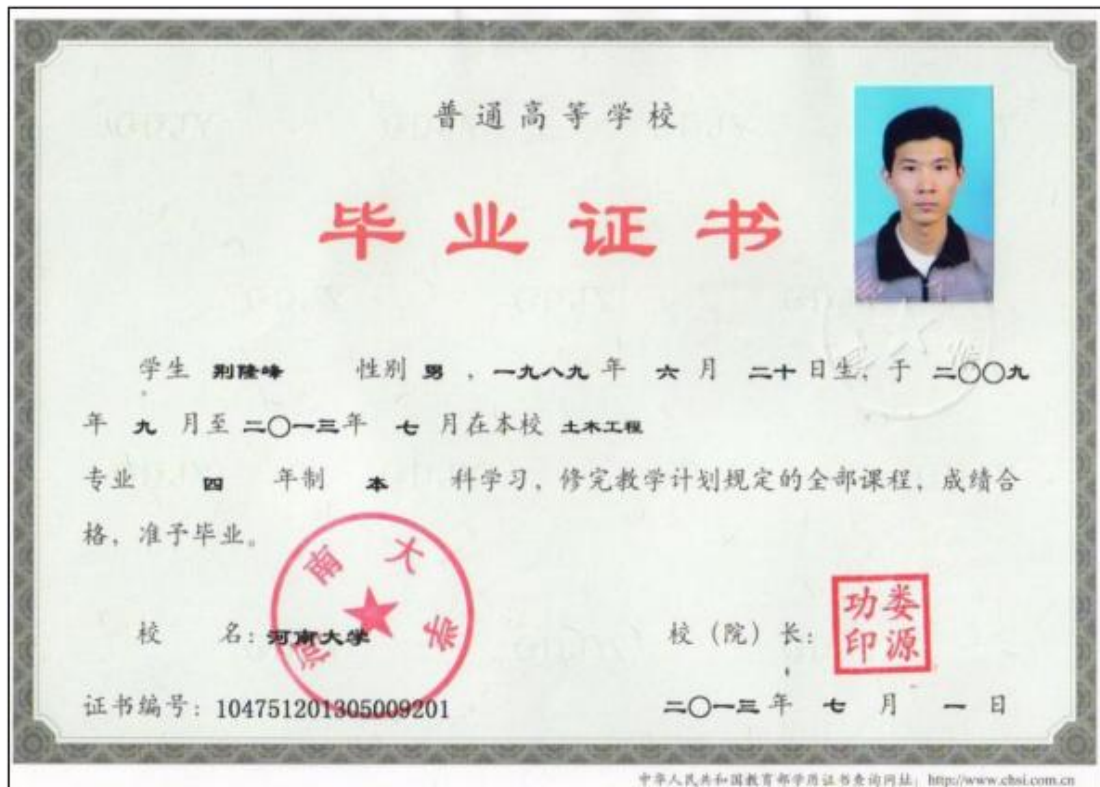 普通高等学校
毕业证书
学生 荆隆峰 性别 男 ，一九八九 年 六 月 二十 日生，于 二〇〇九
年 九 月至 二〇一三年 七 月在本校 土木工程
专业 四 年制 本 科学习，修完教学计划规定的全部课程，成绩合
格，准予毕业。
河南大学
校 名：河南大学
校（院）长：
娄源功印
证书编号：104751201305009201
二〇一三 年 七 月 一 日
中华人民共和国教育部学历证书查询网址：http://www.chsi.com.cn